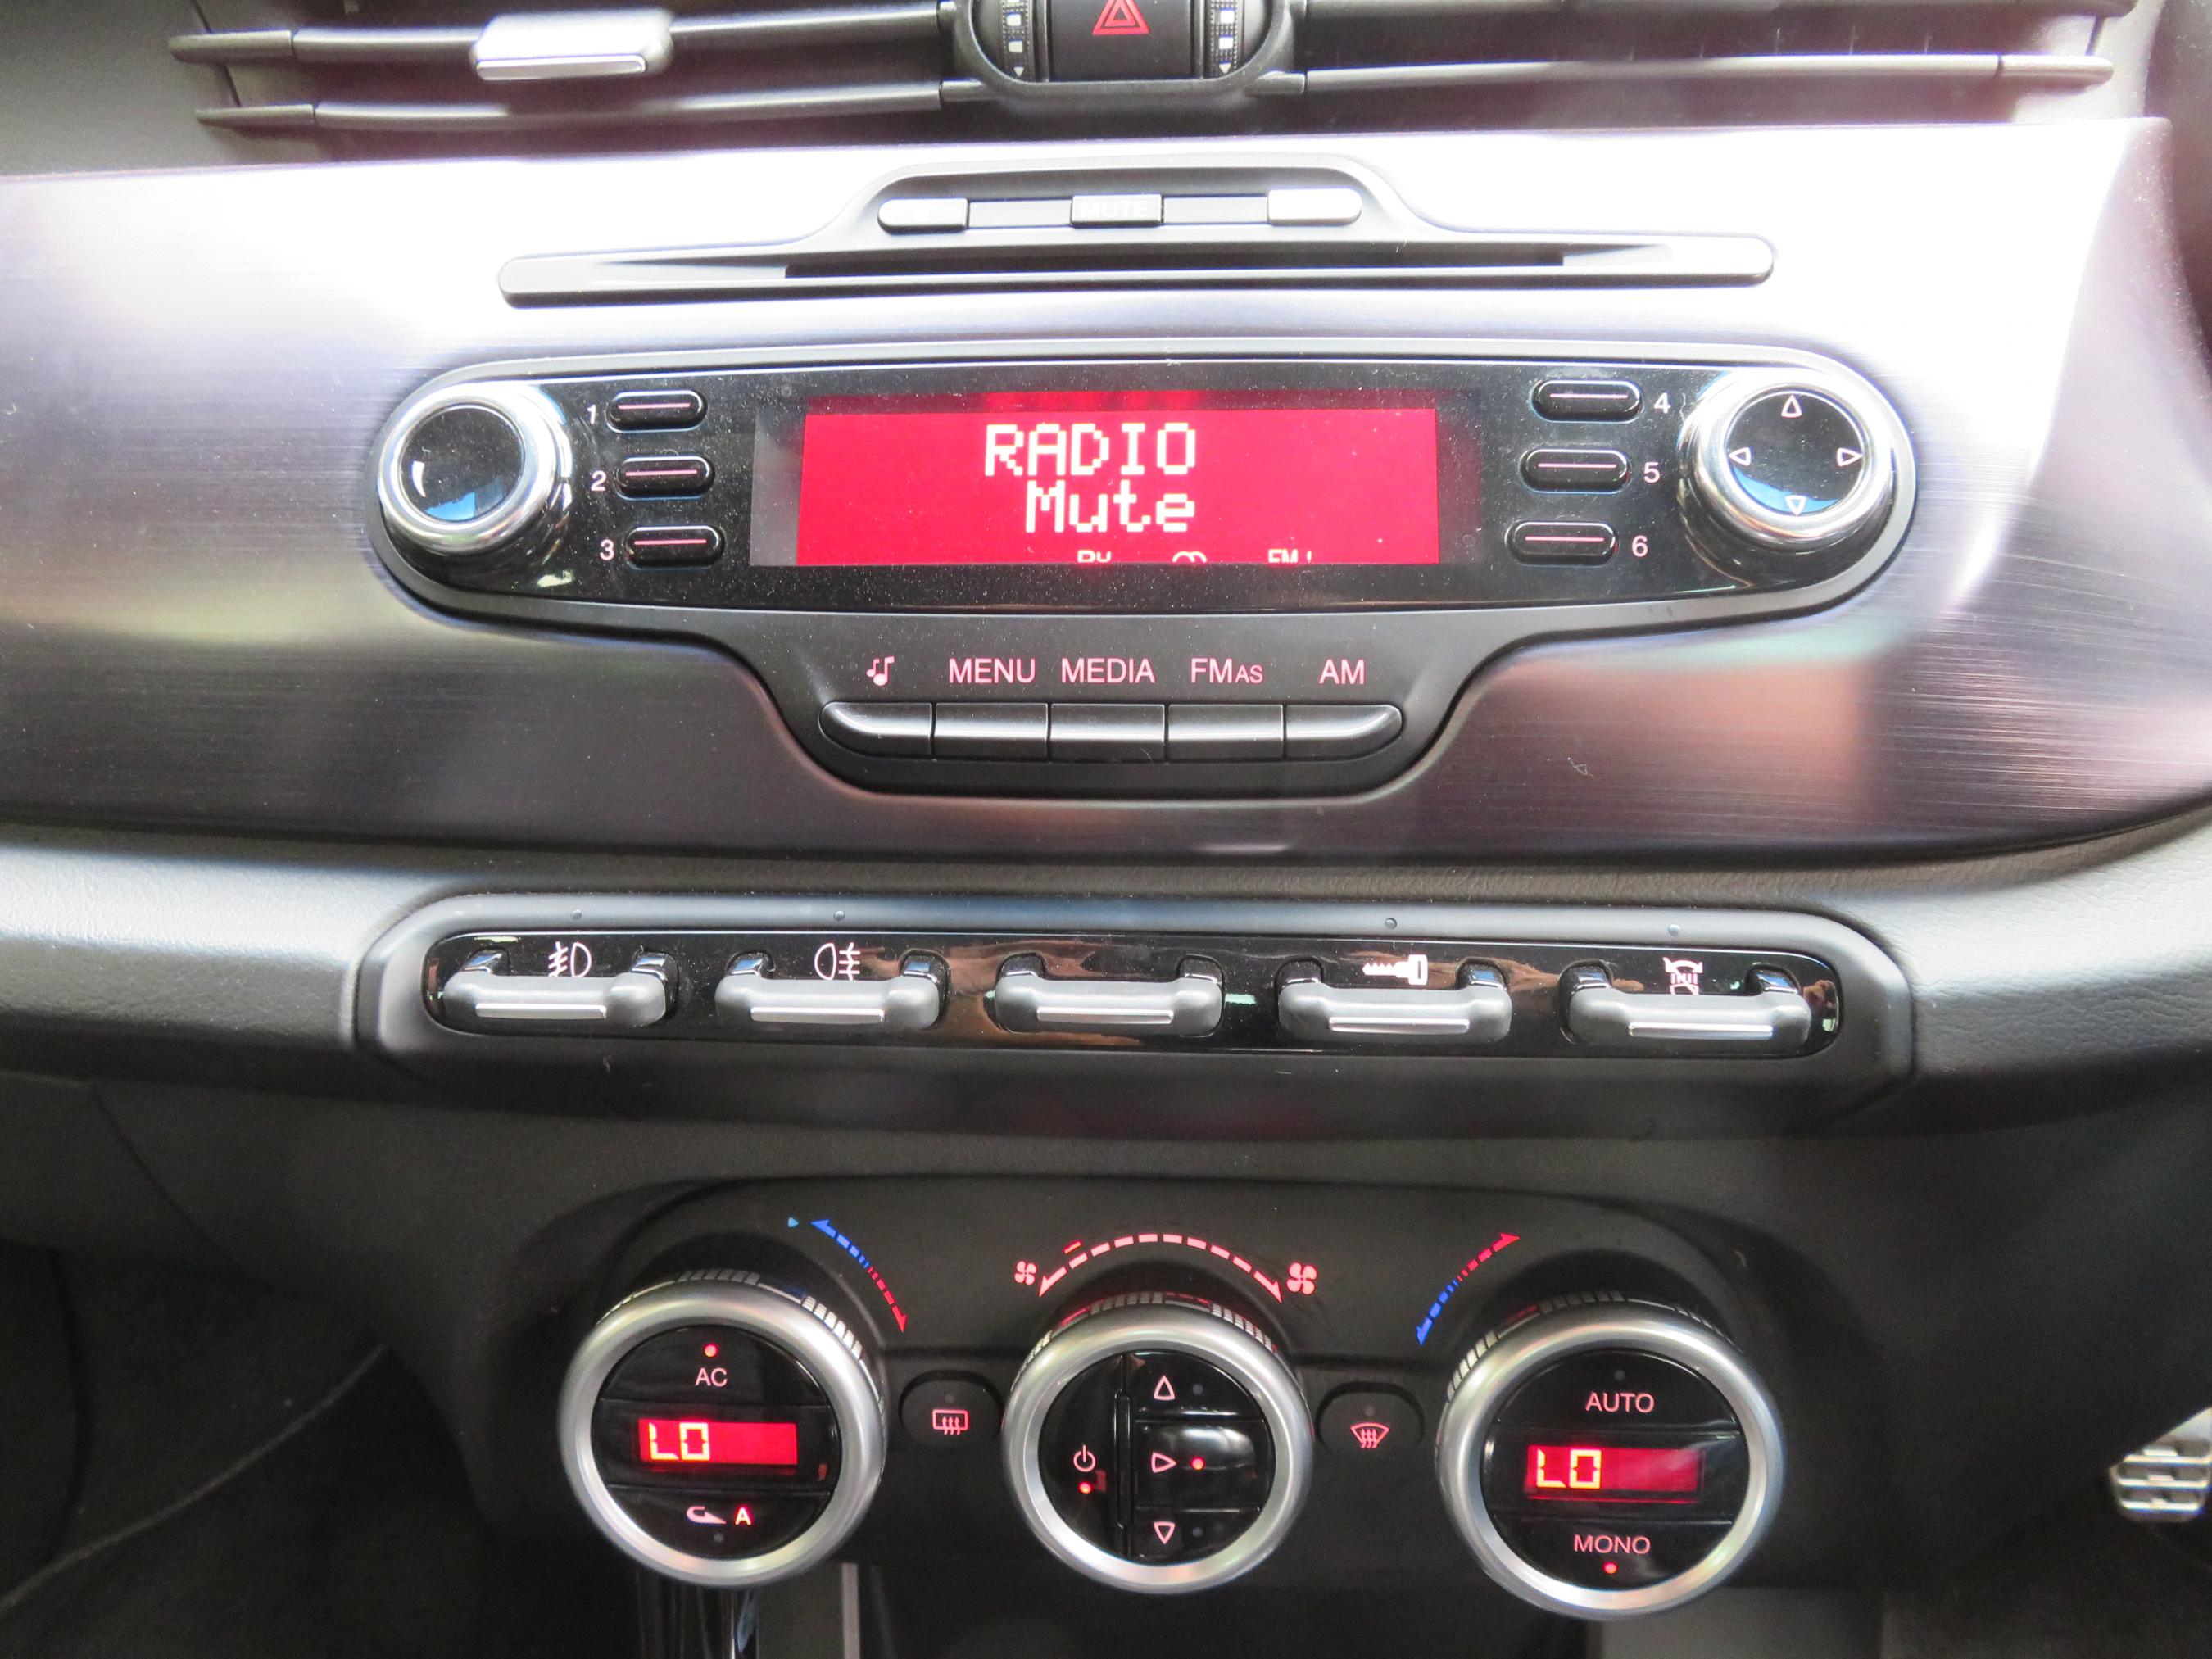 MUTE
1
4
RADIO
2
5
Mute
3
6
MENU MEDIA FMAS AM
AC
AUTO
LO
LO
A
MONO